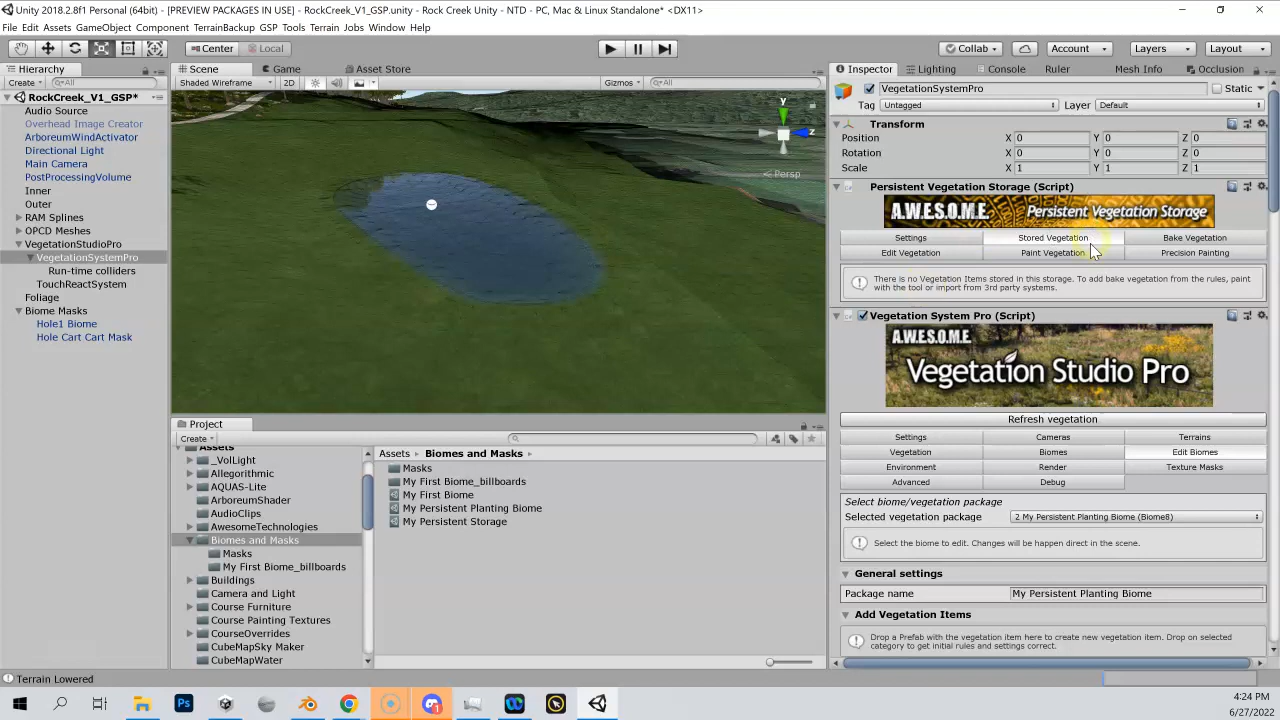 Unity 2018.2.8f1 Personal (64bit) - [PREVIEW PACKAGES IN USE] - RockCreek_V1_GSP.unity - Rock Creek Unity - NTD - PC, Mac & Linux Standalone* <DX11>
File Edit Assets GameObject Component TerrainBackup GSP Tools Terrain Jobs Window Help
Center Local Collab Account Layers Layout
Hierarchy Scene Game Asset Store Inspector Lighting Console Ruler Mesh Info Occlusion
Create All Shaded Wireframe 2D Gizmos All VegetationSystemPro Static
RockCreek_V1_GSP* Tag Untagged Layer Default
Audio Source
Overhead Image Creator Transform
ArboreumWindActivator Position X 0 Y 0 Z 0
Directional Light Rotation X 0 Y 0 Z 0
Main Camera Scale X 1 Y 1 Z 1
PostProcessingVolume
Inner
Outer
RAM Splines
OPCD Meshes
VegetationStudioPro
VegetationSystemPro
Run-time colliders
TouchReactSystem
Foliage
Biome Masks
Hole1 Biome
Hole Cart Cart Mask
y
z
Persp
Persistent Vegetation Storage (Script)
A.W.E.S.O.M.E. Persistent Vegetation Storage
Settings Stored Vegetation Bake Vegetation
Edit Vegetation Paint Vegetation Precision Painting
There is no Vegetation Items stored in this storage. To add bake vegetation from the rules, paint
with the tool or import from 3rd party systems.
Vegetation System Pro (Script)
A.W.E.S.O.M.E.
Vegetation Studio Pro
Refresh vegetation
Settings Cameras Terrains
Vegetation Biomes Edit Biomes
Environment Render Texture Masks
Advanced Debug
Select biome/vegetation package
Selected vegetation package 2 My Persistent Planting Biome (Biome8)
Select the biome to edit. Changes will be happen direct in the scene.
General settings
Package name My Persistent Planting Biome
Add Vegetation Items
Drop a Prefab with the vegetation item here to create new vegetation item. Drop on selected
category to get initial rules and settings correct.
Project
Create
Assets
_VolLight
Allegorithmic
AQUAS-Lite
ArboreumShader
AudioClips
AwesomeTechnologies
Biomes and Masks
Masks
My First Biome_billboards
Buildings
Camera and Light
Course Furniture
Course Painting Textures
CourseOverrides
CubeMapSky Maker
CubeMapWater
Assets Biomes and Masks
Masks
My First Biome_billboards
My First Biome
My Persistent Planting Biome
My Persistent Storage
Terrain Lowered
Ps 1
4:24 PM
6/27/2022